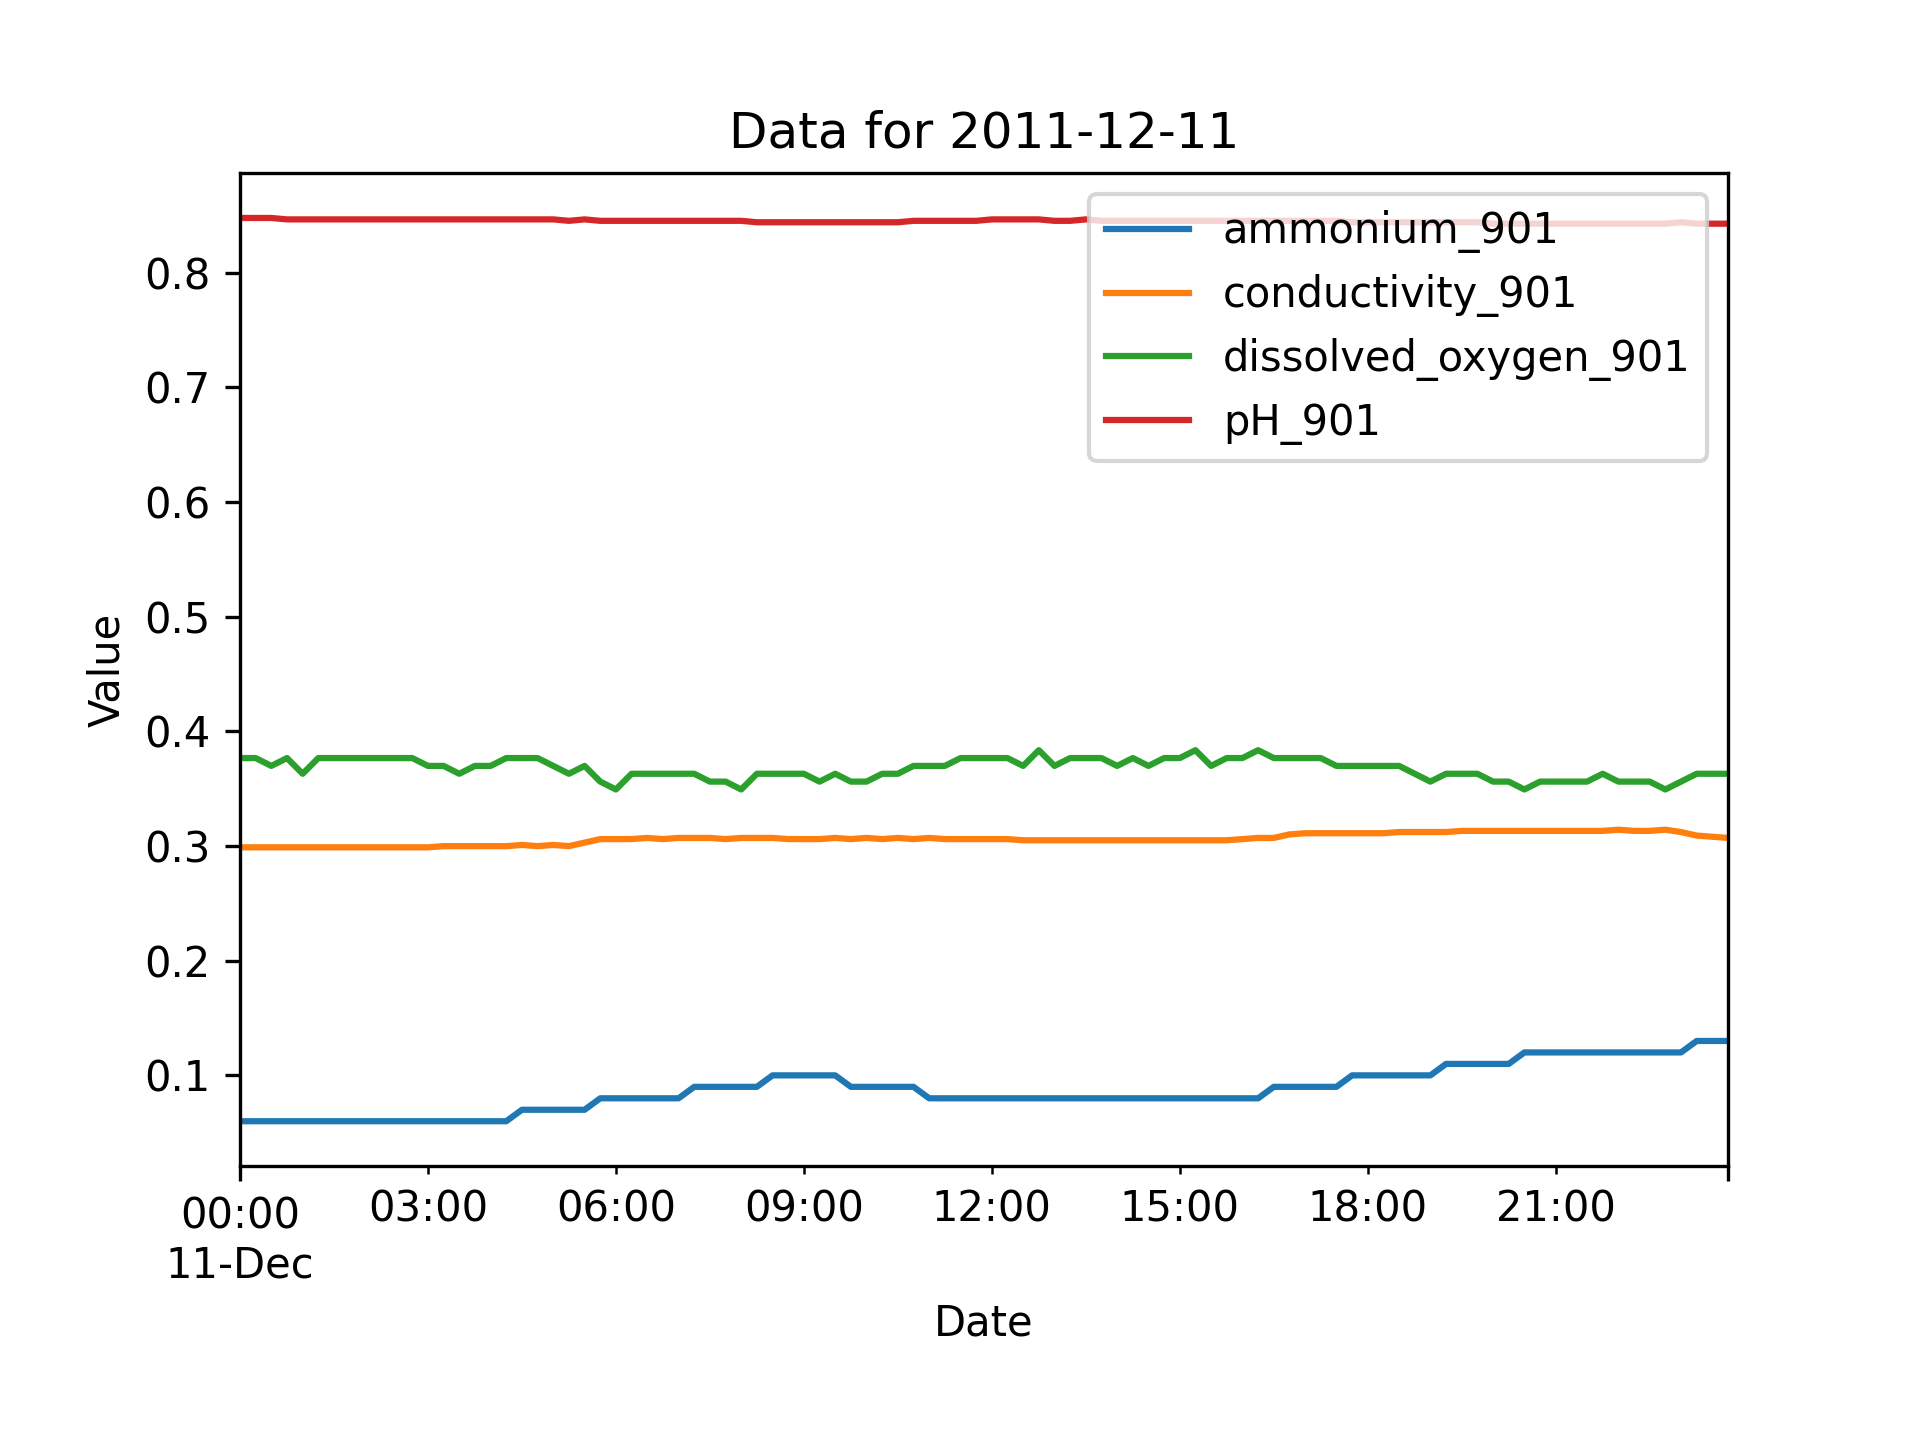 Data for 2011-12-11
ammonium_901
conductivity_901
dissolved_oxygen_901
pH_901
Value
0.8
0.7
0.6
0.5
0.4
0.3
0.2
0.1
00:00 03:00 06:00 09:00 12:00 15:00 18:00 21:00
11-Dec
Date